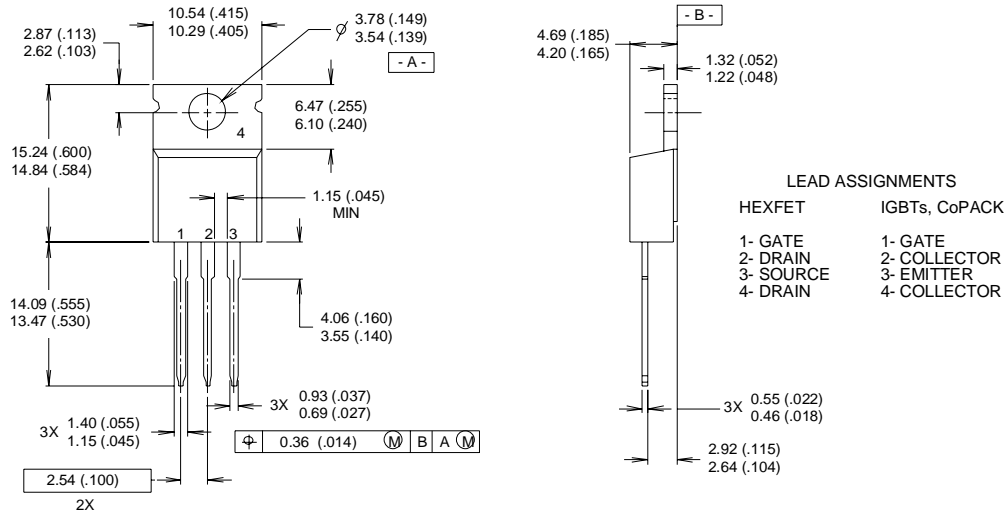 10.54 (.415)
10.29 (.405)
2.87 (.113)
2.62 (.103)
ø
3.78 (.149)
3.54 (.139)
- A -
6.47 (.255)
6.10 (.240)
4
15.24 (.600)
14.84 (.584)
1.15 (.045)
MIN
1 2 3
14.09 (.555)
13.47 (.530)
4.06 (.160)
3.55 (.140)
3X 0.93 (.037)
0.69 (.027)
3X 1.40 (.055)
1.15 (.045)
⌖ 0.36 (.014) Ⓜ B A Ⓜ
2.54 (.100)
2X
- B -
4.69 (.185)
4.20 (.165)
1.32 (.052)
1.22 (.048)
3X 0.55 (.022)
0.46 (.018)
2.92 (.115)
2.64 (.104)
LEAD ASSIGNMENTS
HEXFET
1- GATE
2- DRAIN
3- SOURCE
4- DRAIN
IGBTs, CoPACK
1- GATE
2- COLLECTOR
3- EMITTER
4- COLLECTOR